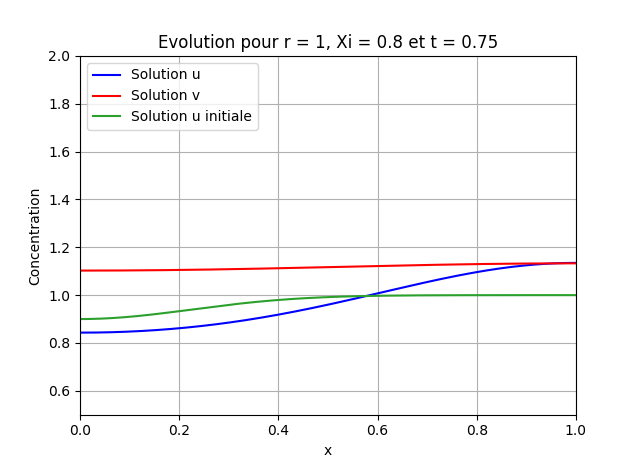 Evolution pour r = 1, Xi = 0.8 et t = 0.75
Solution u
Solution v
Solution u initiale
Concentration
2.0
1.8
1.6
1.4
1.2
1.0
0.8
0.6
0.0 0.2 0.4 0.6 0.8 1.0
x